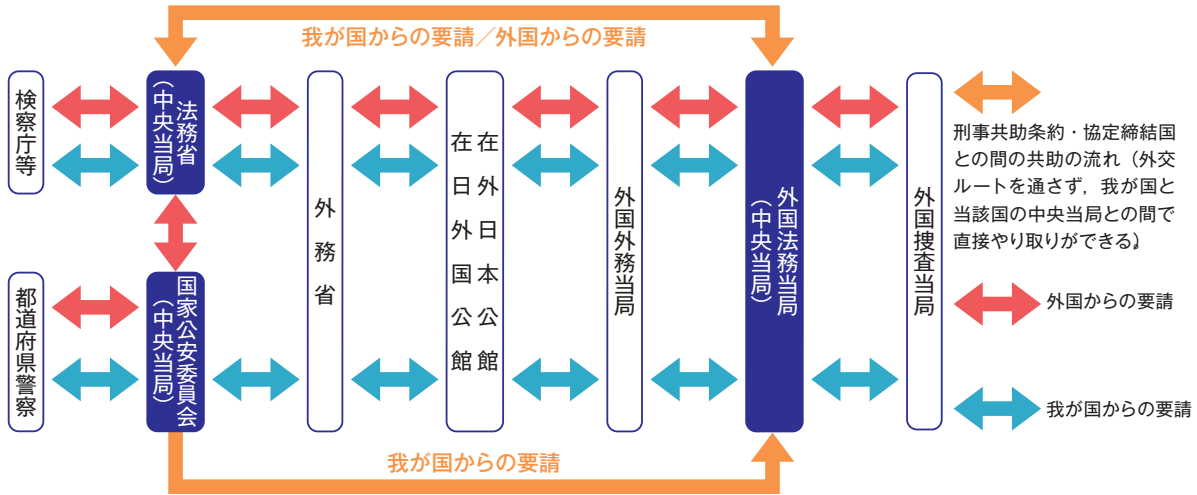 我が国からの要請／外国からの要請
検察庁等
法務省
（中央当局）
都道府県警察
国家公安委員会
（中央当局）
外務省
在外日本公館
在日外国公館
外国外務当局
外国法務当局
（中央当局）
外国捜査当局
刑事共助条約・協定締結国
との間の共助の流れ（外交
ルートを通さず，我が国と
当該国の中央当局との間で
直接やり取りができる。）
外国からの要請
我が国からの要請
我が国からの要請